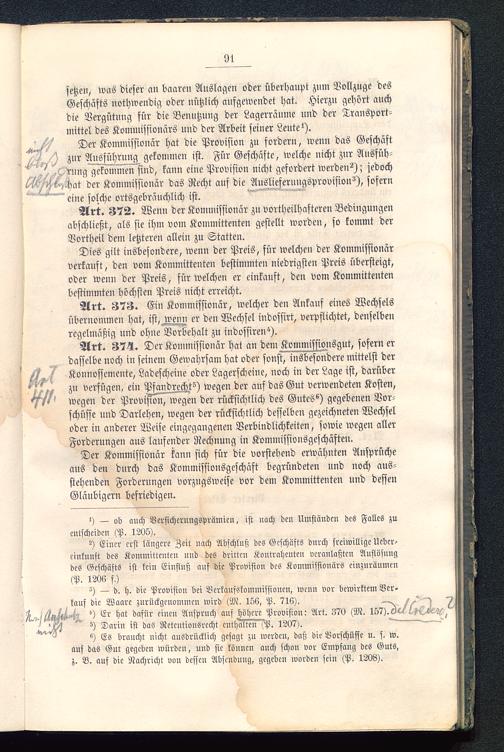 91
setzen, was dieser an baaren Auslagen oder überhaupt zum Vollzuge des
Geschäfts nothwendig oder nützlich aufgewendet hat. Hierzu gehört auch
die Vergütung für die Benutzung der Lagerräume und der Transport-
mittel des Kommissionärs und der Arbeit seiner Leute¹).
Der Kommissionär hat die Provision zu fordern, wenn das Geschäft
zur Ausführung gekommen ist. Für Geschäfte, welche nicht zur Ausfüh-
rung gekommen sind, kann eine Provision nicht gefordert werden²); jedoch
hat der Kommissionär das Recht auf die Auslieferungsprovision³), sofern
eine solche ortsgebräuchlich ist.
nicht
bloß
Art. 372. Wenn der Kommissionär zu vortheilhafteren Bedingungen
abschließt, als sie ihm vom Kommittenten gestellt worden, so kommt der
Vortheil dem letzteren allein zu Statten.
Dies gilt insbesondere, wenn der Preis, für welchen der Kommissionär
verkauft, den vom Kommittenten bestimmten niedrigsten Preis übersteigt,
oder wenn der Preis, für welchen er einkauft, den vom Kommittenten
bestimmten höchsten Preis nicht erreicht.
Art. 373. Ein Kommissionär, welcher den Ankauf eines Wechsels
übernommen hat, ist, wenn er den Wechsel indossirt, verpflichtet, denselben
regelmäßig und ohne Vorbehalt zu indossiren⁴).
Art. 374. Der Kommissionär hat an dem Kommissionsgut, sofern er
dasselbe noch in seinem Gewahrsam hat oder sonst, insbesondere mittelst der
Konnossemente, Ladescheine oder Lagerscheine, noch in der Lage ist, darüber
zu verfügen, ein Pfandrecht⁵) wegen der auf das Gut verwendeten Kosten,
wegen der Provision, wegen der rücksichtlich des Gutes⁶) gegebenen Vor-
schüsse und Darlehen, wegen der rücksichtlich desselben gezeichneten Wechsel
oder in anderer Weise eingegangenen Verbindlichkeiten, sowie wegen aller
Forderungen aus laufender Rechnung in Kommissionsgeschäften.
Art
411.
Der Kommissionär kann sich für die vorstehend erwähnten Ansprüche
aus den durch das Kommissionsgeschäft begründeten und noch aus-
stehenden Forderungen vorzugsweise vor dem Kommittenten und dessen
Gläubigern befriedigen.
¹) — ob auch Versicherungsprämien, ist nach den Umständen des Falles zu
entscheiden (P. 1205).
²) Einer erst längere Zeit nach Abschluß des Geschäfts durch freiwillige Ueber-
einkunft des Kommittenten und des dritten Kontrahenten veranlaßten Auflösung
des Geschäfts ist kein Einfluß auf die Provision des Kommissionärs einzuräumen
(P. 1206 f.)
³) — d. h. die Provision bei Verkaufskommissionen, wenn vor bewirktem Ver-
kauf die Waare zurückgenommen wird (M. 156, P. 716).
⁴) Er hat dafür einen Anspruch auf höhere Provision: Art. 370 (M. 157). delcredere?
⁵) Darin ist das Retentionsrecht enthalten (P. 1207).
⁶) Es braucht nicht ausdrücklich gesagt zu werden, daß die Vorschüsse u. s. w.
auf das Gut gegeben würden, und sie können auch schon vor Empfang des Guts,
z. B. auf die Nachricht von dessen Absendung, gegeben worden sein (P. 1208).